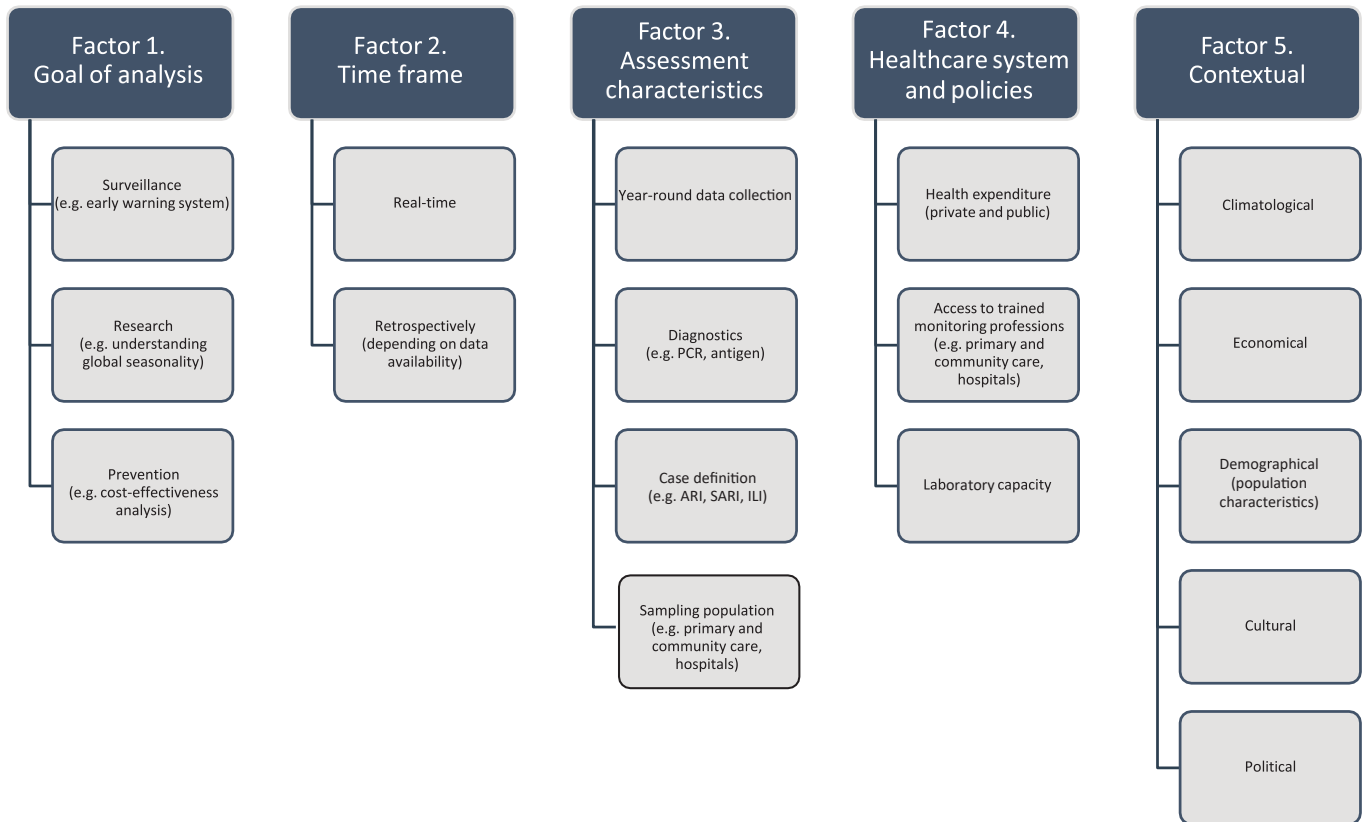 Factor 1.
Goal of analysis
Surveillance
(e.g. early warning system)
Research
(e.g. understanding
global seasonality)
Prevention
(e.g. cost-effectiveness
analysis)
Factor 2.
Time frame
Real-time
Retrospectively
(depending on data
availability)
Factor 3.
Assessment
characteristics
Year-round data collection
Diagnostics
(e.g. PCR, antigen)
Case definition
(e.g. ARI, SARI, ILI)
Sampling population
(e.g. primary and
community care,
hospitals)
Factor 4.
Healthcare system
and policies
Health expenditure
(private and public)
Access to trained
monitoring professions
(e.g. primary and
community care,
hospitals)
Laboratory capacity
Factor 5.
Contextual
Climatological
Economical
Demographical
(population
characteristics)
Cultural
Political